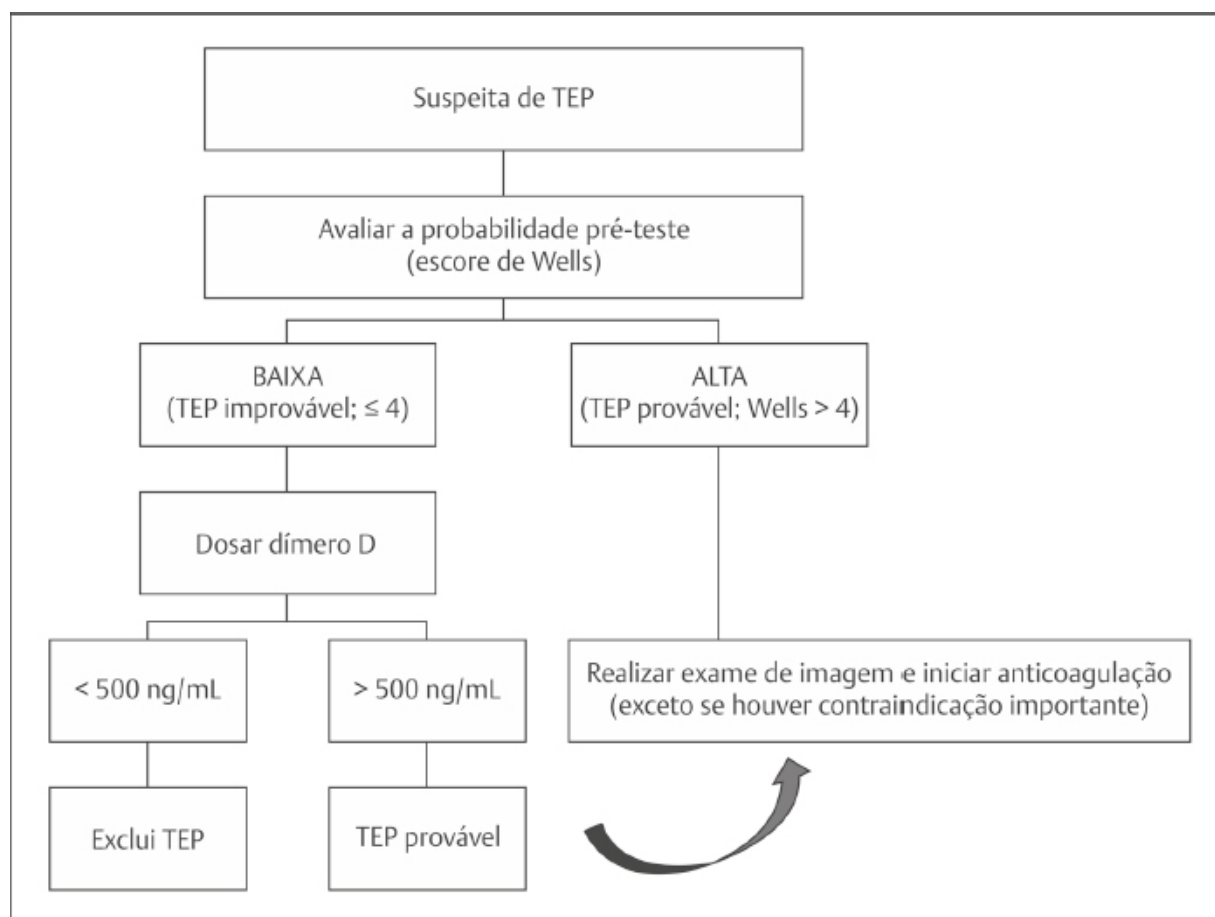 Suspeita de TEP
Avaliar a probabilidade pré-teste
(escore de Wells)
BAIXA
(TEP improvável; ≤ 4)
ALTA
(TEP provável; Wells > 4)
Dosar dímero D
< 500 ng/mL
> 500 ng/mL
Realizar exame de imagem e iniciar anticoagulação
(exceto se houver contraindicação importante)
Exclui TEP
TEP provável